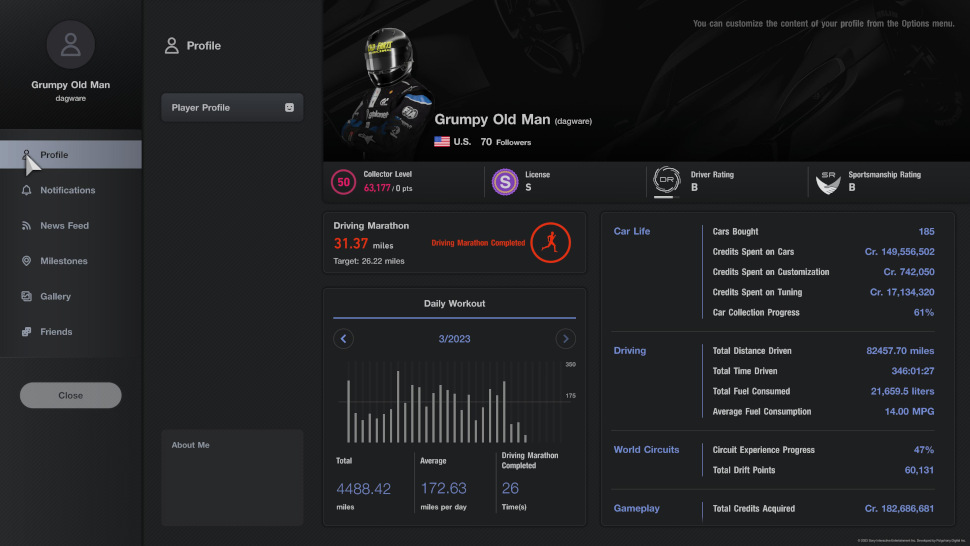 You can customize the content of your profile from the Options menu.
Profile
Grumpy Old Man
dagware
Player Profile
Grumpy Old Man (dagware)
U.S. 70 Followers
Profile
Notifications
News Feed
Milestones
Gallery
Friends
Close
About Me
50
Collector Level
63,177 / 0 pts
S
License
S
DR
Driver Rating
B
SR
Sportsmanship Rating
B
Driving Marathon
31.37 miles
Driving Marathon Completed
Target: 26.22 miles
Daily Workout
3/2023
350
175
Total
4488.42
miles
Average
172.63
miles per day
Driving Marathon
Completed
26
Time(s)
Car Life
Cars Bought 185
Credits Spent on Cars Cr. 149,556,502
Credits Spent on Customization Cr. 742,050
Credits Spent on Tuning Cr. 17,134,320
Car Collection Progress 61%
Driving
Total Distance Driven 82457.70 miles
Total Time Driven 346:01:27
Total Fuel Consumed 21,659.5 liters
Average Fuel Consumption 14.00 MPG
World Circuits
Circuit Experience Progress 47%
Total Drift Points 60,131
Gameplay
Total Credits Acquired Cr. 182,686,681